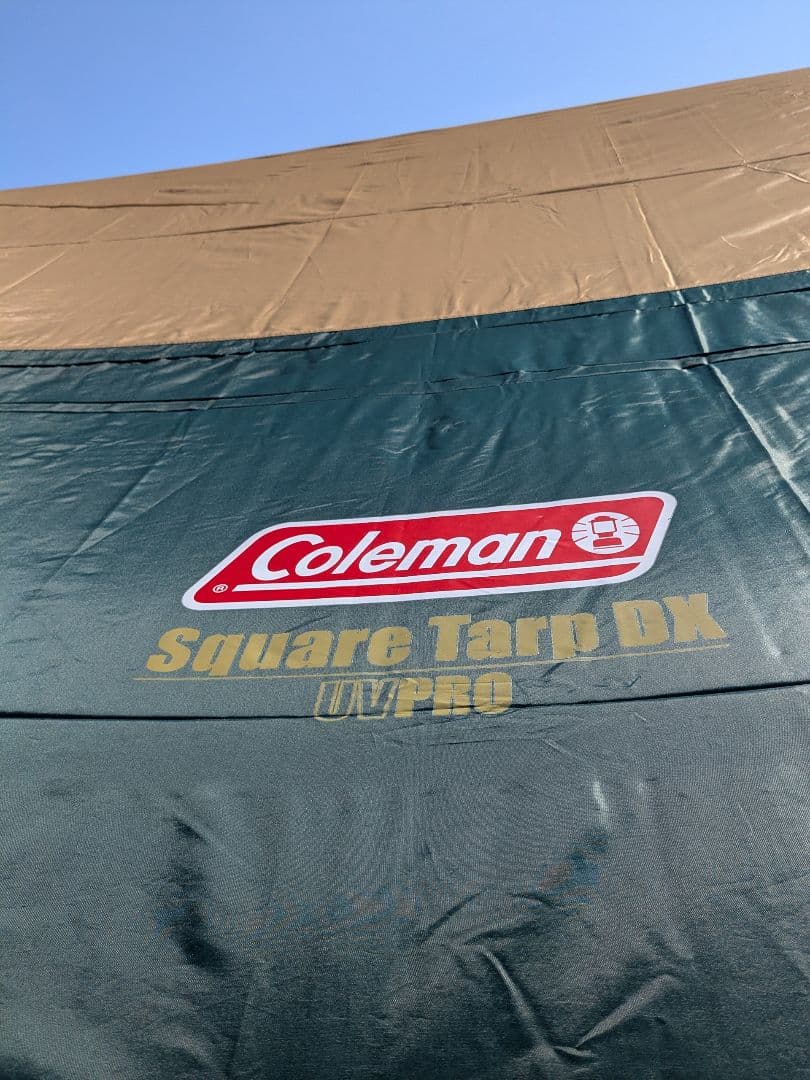 Coleman
®
Square Tarp DX
UVPRO